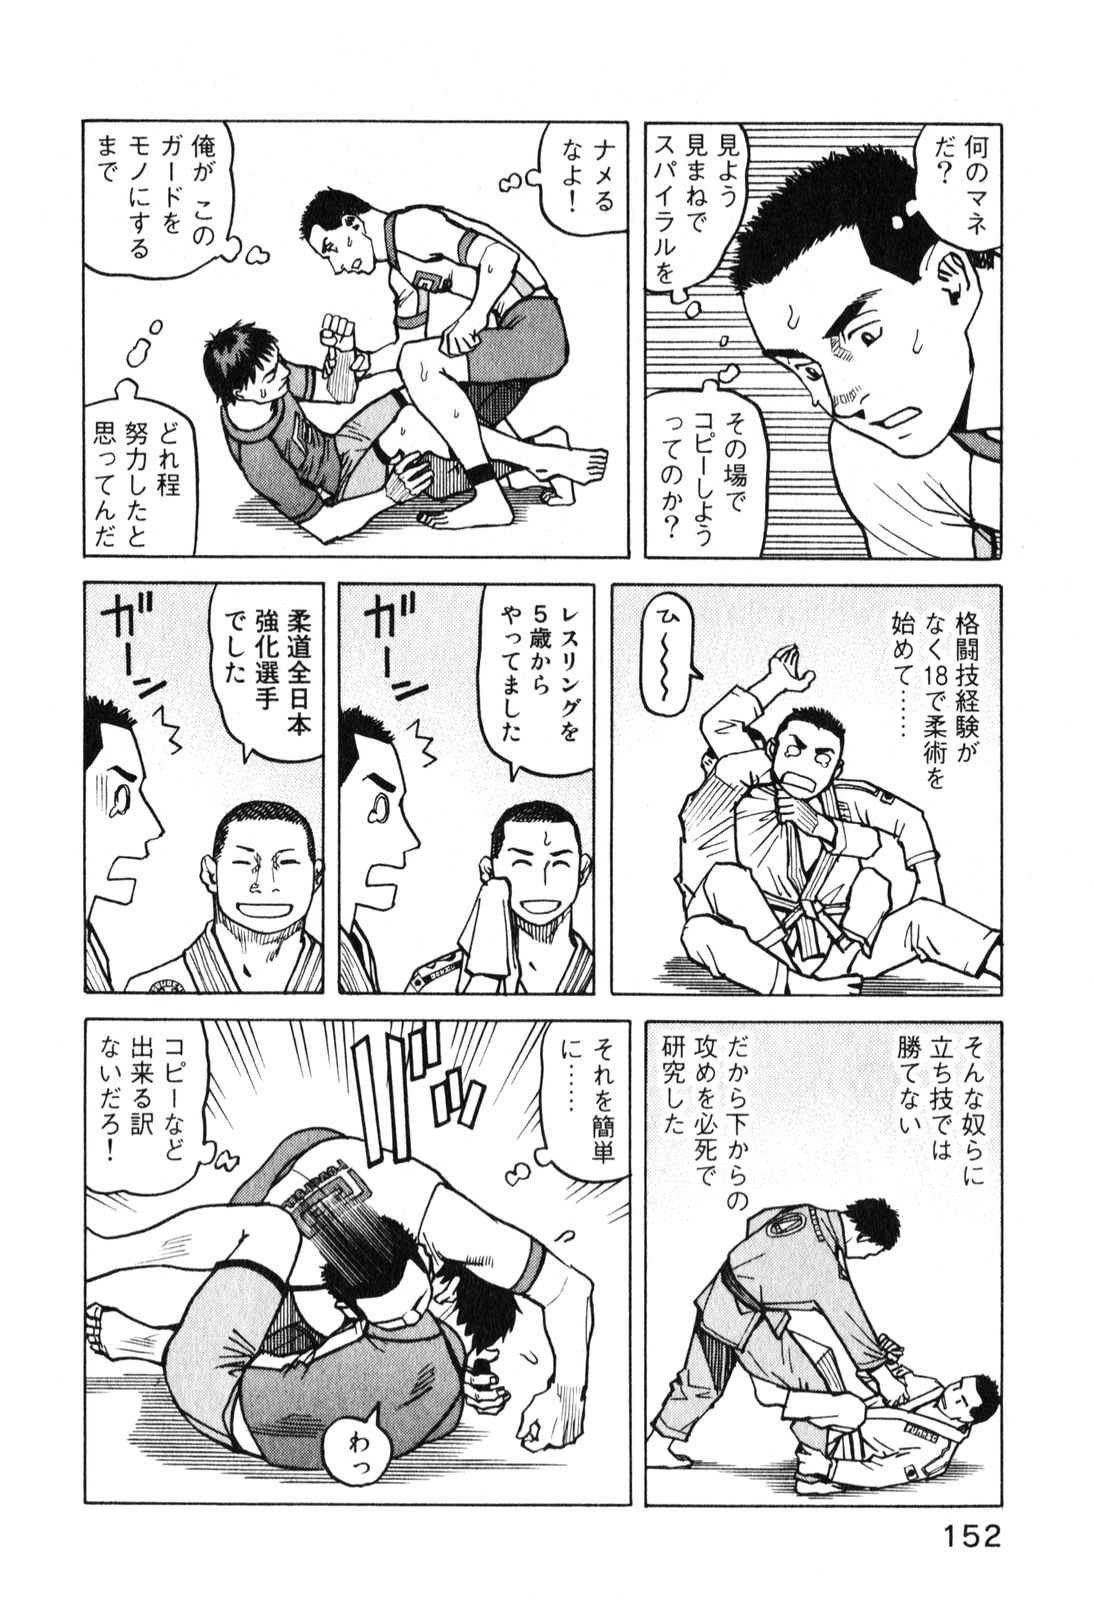 何のマネ
だ?
見よう
見まねで
スパイラルを
その場で
コピーしよう
ってのか?
ナメる
なよ!
俺が この
ガードを
モノにする
まで
どれ程
努力したと
思ってんだ
格闘技経験が
なく18で柔術を
始めて……
ひ～～～
レスリングを
5歳から
やってました
ガーン
柔道全日本
強化選手
でした
ガーン
そんな奴らに
立ち技では
勝てない
だから下からの
攻めを必死で
研究した
それを簡単
に……
コピーなど
出来る訳
ないだろ!
わっ
152